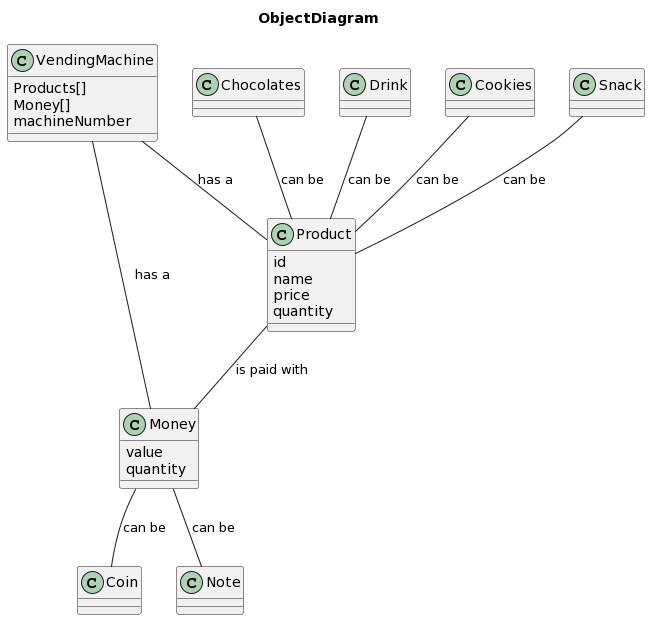 ObjectDiagram
C VendingMachine
Products[]
Money[]
machineNumber
C Chocolates
C Drink
C Cookies
C Snack
has a
can be
can be
can be
can be
C Product
id
name
price
quantity
has a
is paid with
C Money
value
quantity
can be
can be
C Coin
C Note